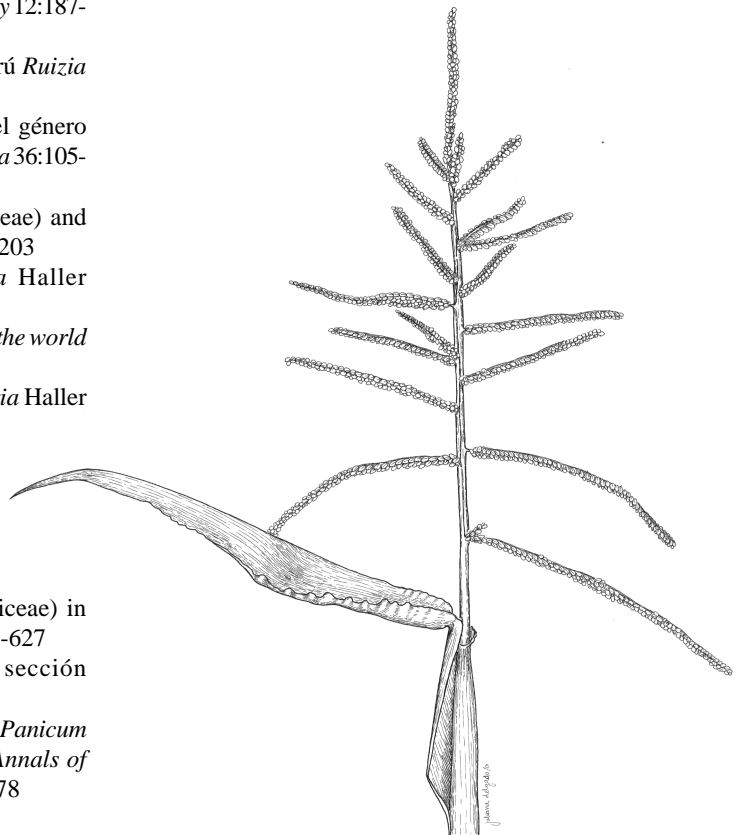 y 12:187-
rú Ruizia
el género
a 36:105-
eae) and
203
a Haller
the world
ia Haller
iceae) in
-627
sección
Panicum
Annals of
78